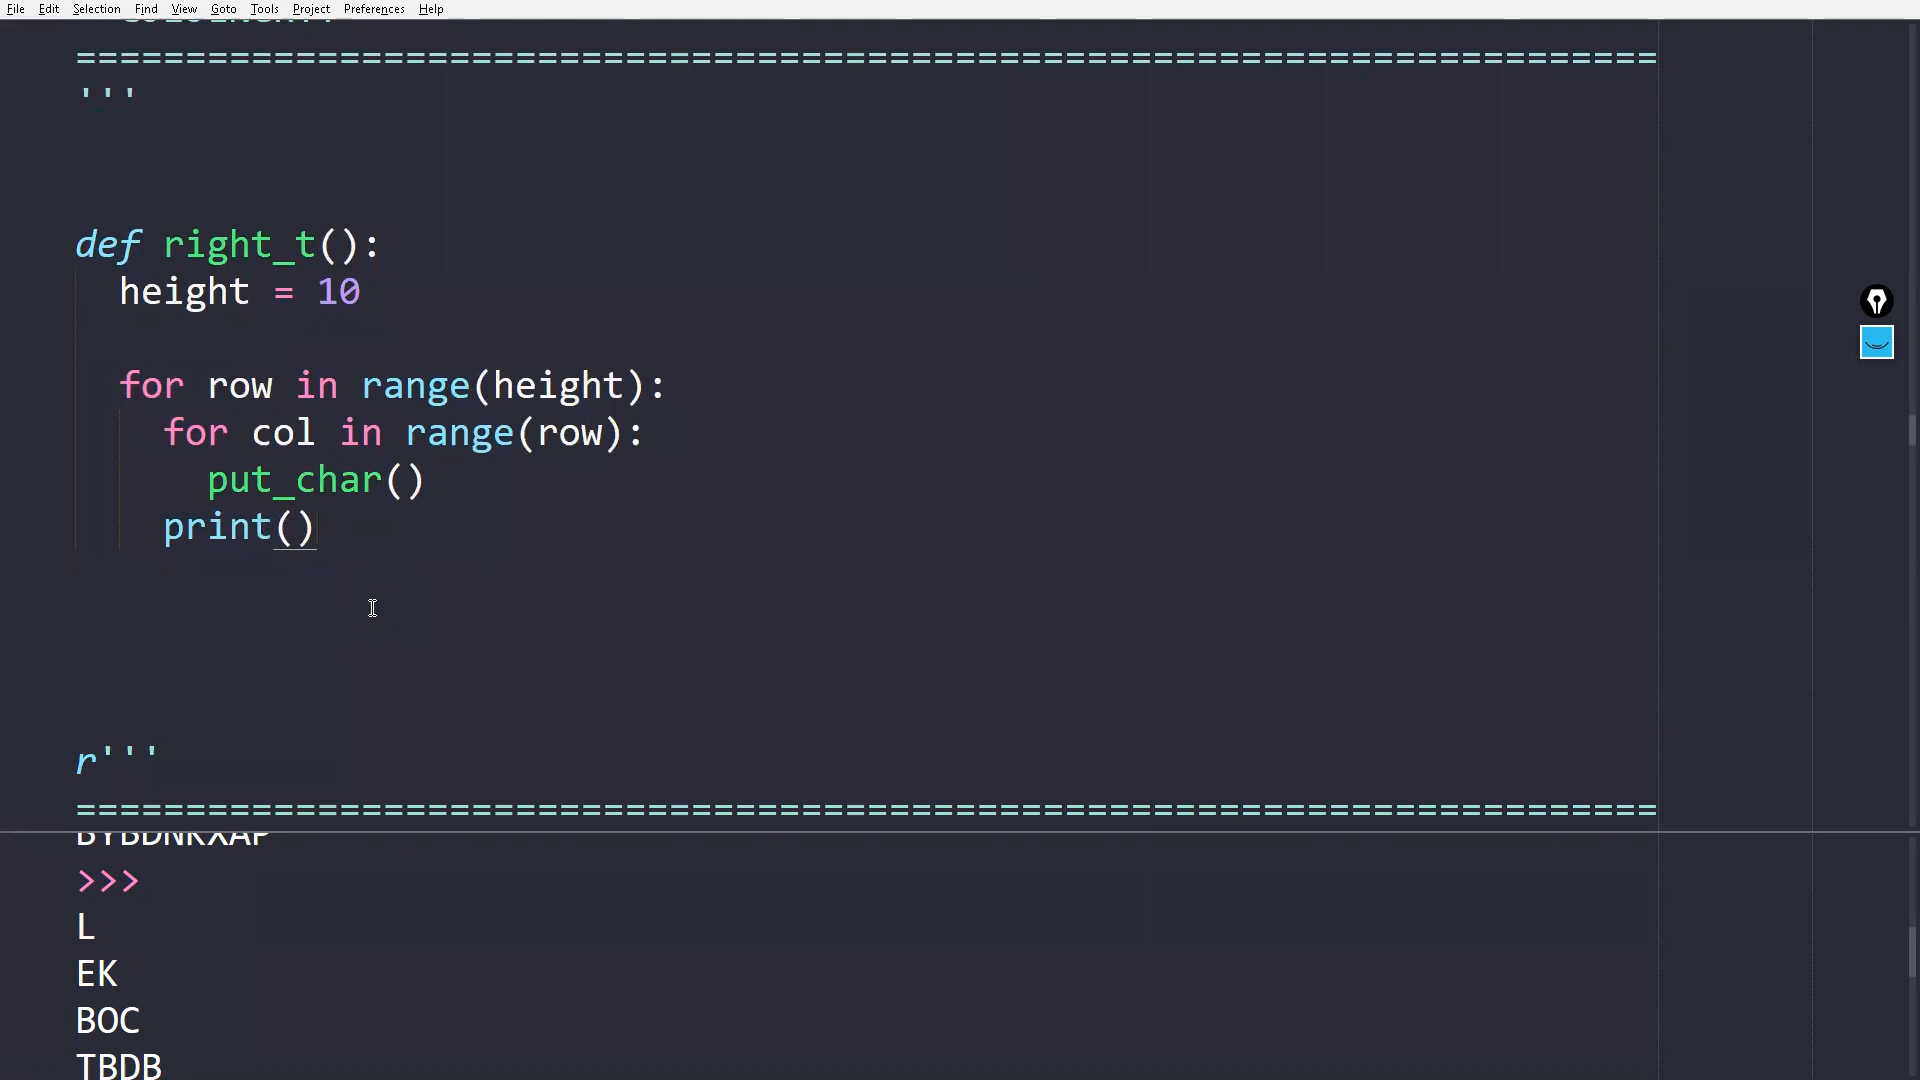 File Edit Selection Find View Goto Tools Project Preferences Help
========================================================================
'''
def right_t():
height = 10
for row in range(height):
for col in range(row):
put_char()
print()
r'''
========================================================================
BYBDNKXAP
>>>
L
EK
BOC
TBDB